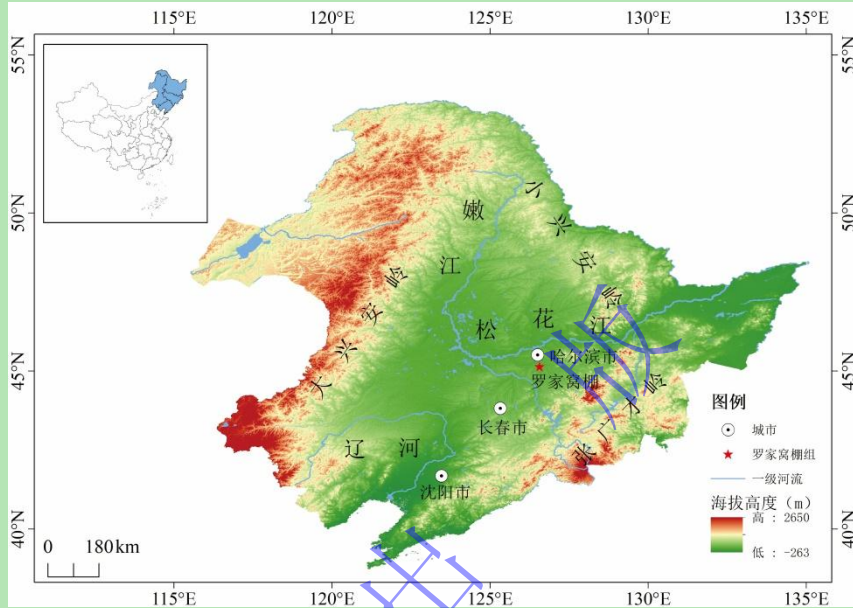 115°E 120°E 125°E 130°E 135°E
55°N 55°N
50°N 50°N
45°N 45°N
40°N 40°N
小兴安岭
嫩江
大兴安岭
松花江
哈尔滨市
罗家窝棚
张广才岭
长春市
辽河
沈阳市
图例
城市
罗家窝棚组
一级河流
海拔高度（m）
高 : 2650
低 : -263
0 180km
115°E 120°E 125°E 130°E 135°E